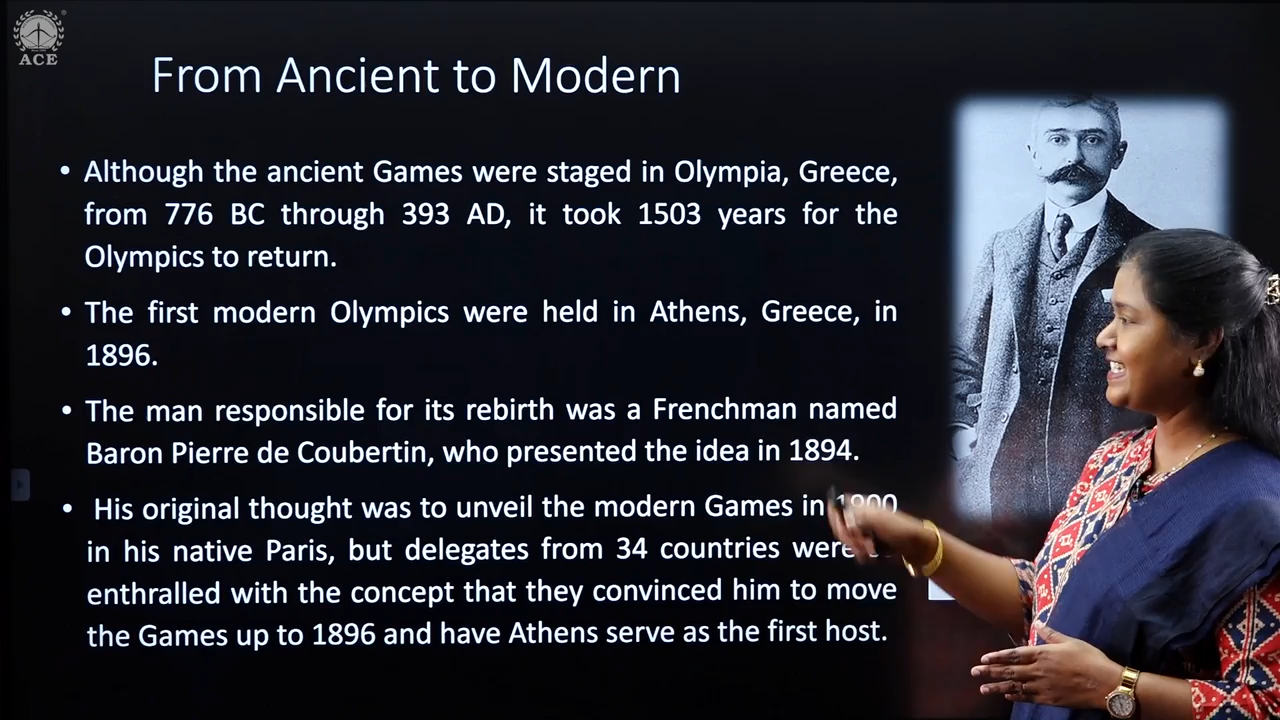 ACE
From Ancient to Modern
• Although the ancient Games were staged in Olympia, Greece,
from 776 BC through 393 AD, it took 1503 years for the
Olympics to return.
• The first modern Olympics were held in Athens, Greece, in
1896.
• The man responsible for its rebirth was a Frenchman named
Baron Pierre de Coubertin, who presented the idea in 1894.
• His original thought was to unveil the modern Games in 1900
in his native Paris, but delegates from 34 countries were
enthralled with the concept that they convinced him to move
the Games up to 1896 and have Athens serve as the first host.